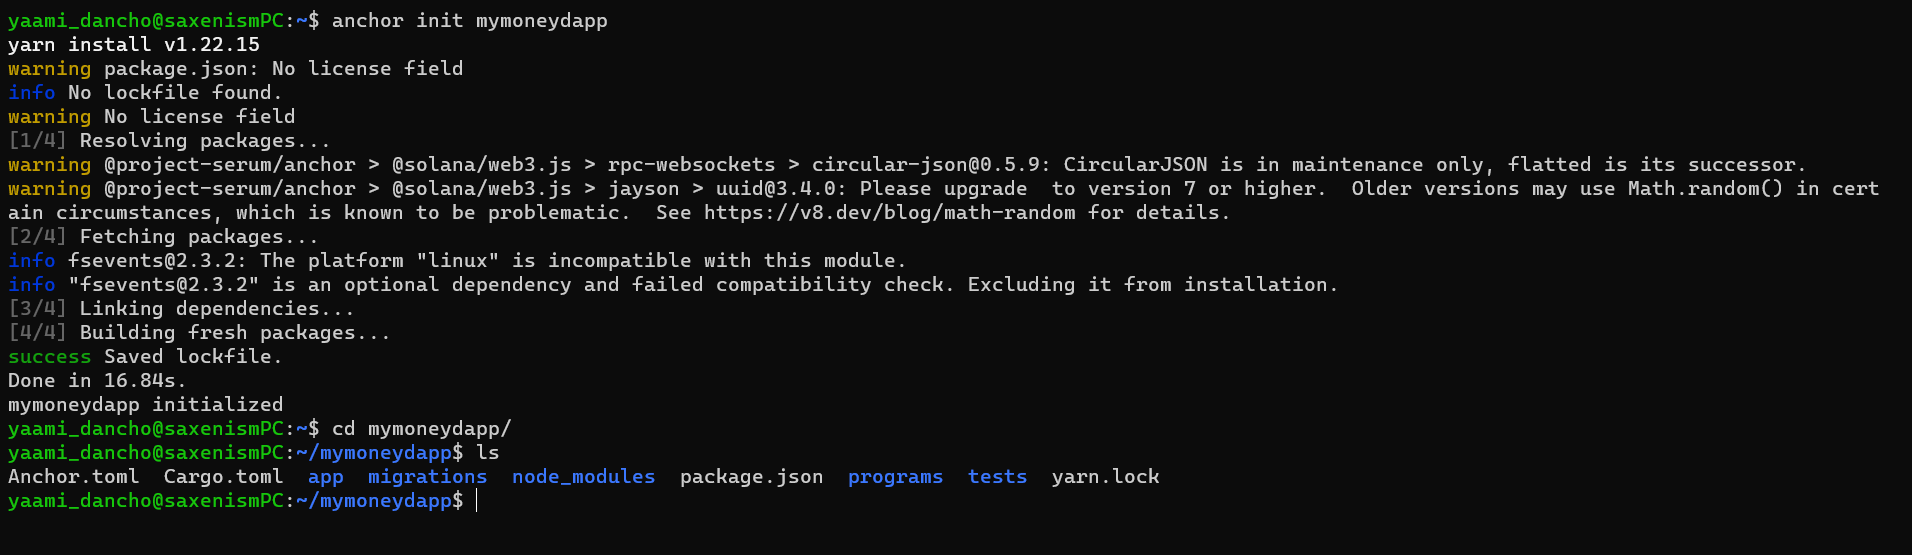 yaami_dancho@saxenismPC:~$ anchor init mymoneydapp
yarn install v1.22.15
warning package.json: No license field
info No lockfile found.
warning No license field
[1/4] Resolving packages...
warning @project-serum/anchor > @solana/web3.js > rpc-websockets > circular-json@0.5.9: CircularJSON is in maintenance only, flatted is its successor.
warning @project-serum/anchor > @solana/web3.js > jayson > uuid@3.4.0: Please upgrade  to version 7 or higher.  Older versions may use Math.random() in cert
ain circumstances, which is known to be problematic.  See https://v8.dev/blog/math-random for details.
[2/4] Fetching packages...
info fsevents@2.3.2: The platform "linux" is incompatible with this module.
info "fsevents@2.3.2" is an optional dependency and failed compatibility check. Excluding it from installation.
[3/4] Linking dependencies...
[4/4] Building fresh packages...
success Saved lockfile.
Done in 16.84s.
mymoneydapp initialized
yaami_dancho@saxenismPC:~$ cd mymoneydapp/
yaami_dancho@saxenismPC:~/mymoneydapp$ ls
Anchor.toml  Cargo.toml  app  migrations  node_modules  package.json  programs  tests  yarn.lock
yaami_dancho@saxenismPC:~/mymoneydapp$